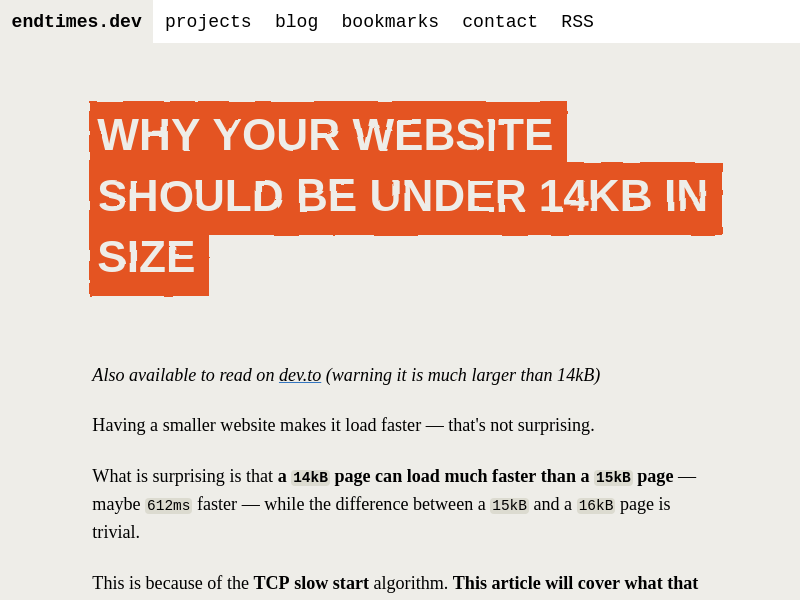 endtimes.dev projects blog bookmarks contact RSS
WHY YOUR WEBSITE
SHOULD BE UNDER 14KB IN
SIZE
Also available to read on dev.to (warning it is much larger than 14kB)
Having a smaller website makes it load faster — that's not surprising.
What is surprising is that a 14kB page can load much faster than a 15kB page —
maybe 612ms faster — while the difference between a 15kB and a 16kB page is
trivial.
This is because of the TCP slow start algorithm. This article will cover what that